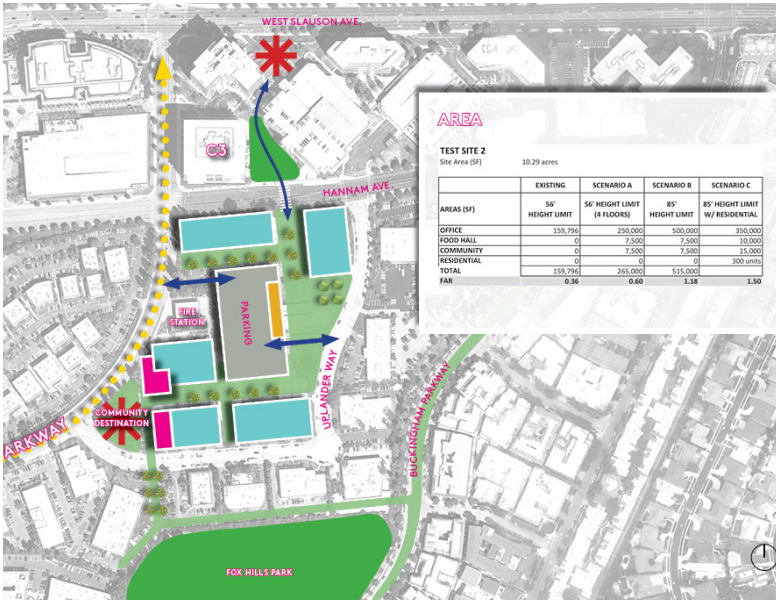 WEST SLAUSON AVE.
C3
HANNAM AVE.
PARKING
FIRE
STATION
UPLANDER WAY
COMMUNITY
DESTINATION
ARKWAY
BUCKINGHAM PARKWAY
FOX HILLS PARK
AREA
TEST SITE 2
Site Area (SF) 10.29 acres
EXISTING SCENARIO A SCENARIO B SCENARIO C
AREAS (SF) 56' HEIGHT LIMIT 56' HEIGHT LIMIT (4 FLOORS) 85' HEIGHT LIMIT 85' HEIGHT LIMIT W/ RESIDENTIAL
OFFICE 159,796 250,000 500,000 350,000
FOOD HALL 0 7,500 7,500 10,000
COMMUNITY 0 7,500 7,500 15,000
RESIDENTIAL 0 0 0 300 units
TOTAL 159,796 265,000 515,000
FAR 0.36 0.60 1.18 1.50